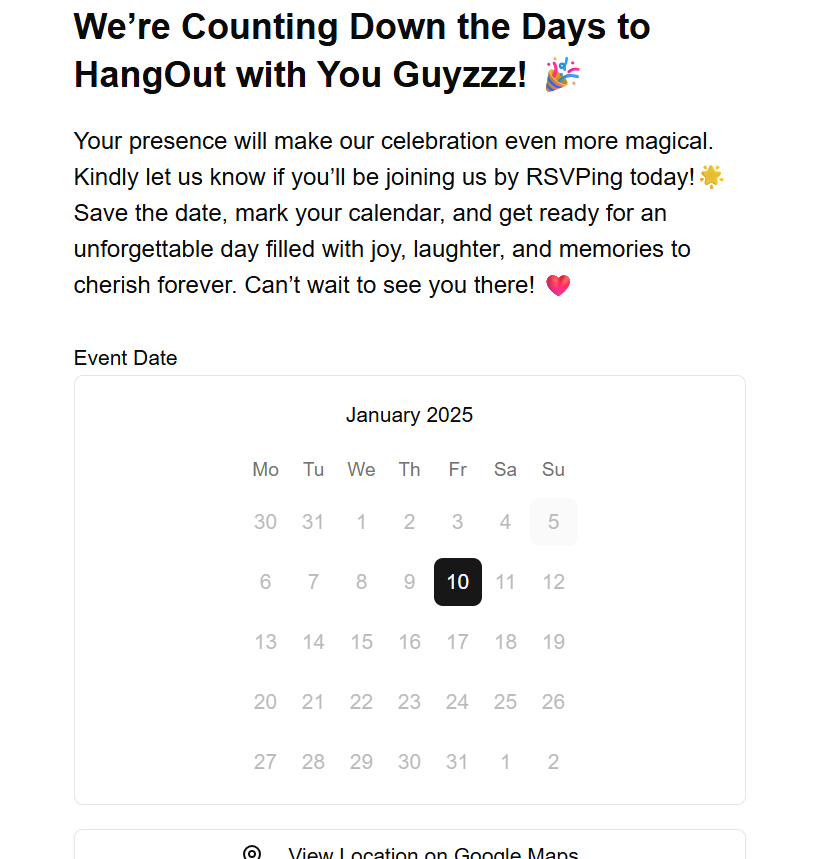 We’re Counting Down the Days to
HangOut with You Guyzzz! 🎉
Your presence will make our celebration even more magical.
Kindly let us know if you’ll be joining us by RSVPing today!🌟
Save the date, mark your calendar, and get ready for an
unforgettable day filled with joy, laughter, and memories to
cherish forever. Can’t wait to see you there! ❤️
Event Date
January 2025
Mo Tu We Th Fr Sa Su
30 31 1 2 3 4 5
6 7 8 9 10 11 12
13 14 15 16 17 18 19
20 21 22 23 24 25 26
27 28 29 30 31 1 2
View Location on Google Maps